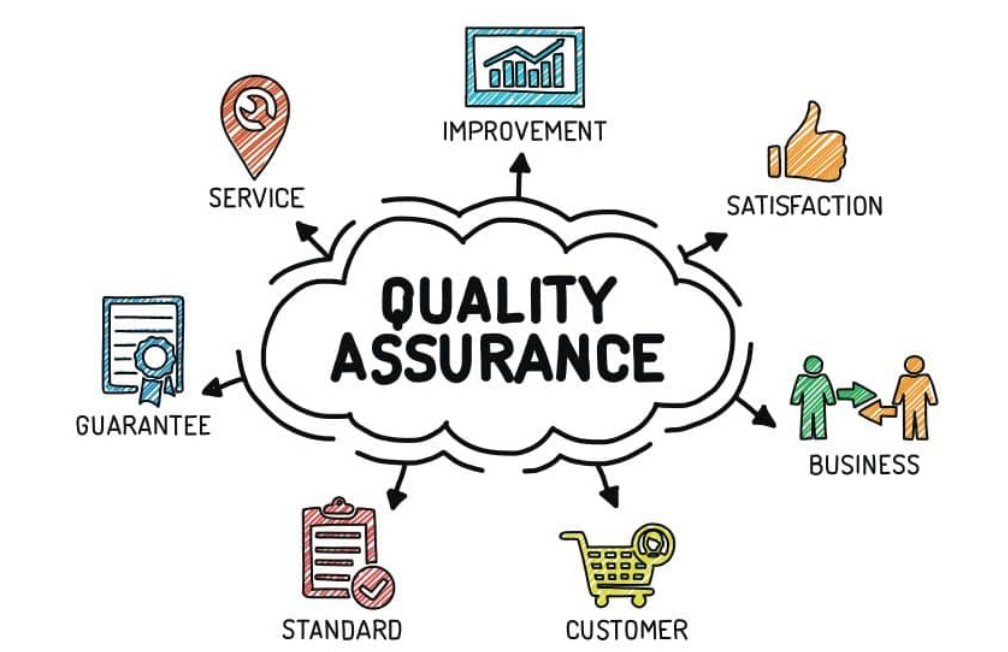 IMPROVEMENT
SERVICE
SATISFACTION
QUALITY
ASSURANCE
GUARANTEE
BUSINESS
STANDARD
CUSTOMER